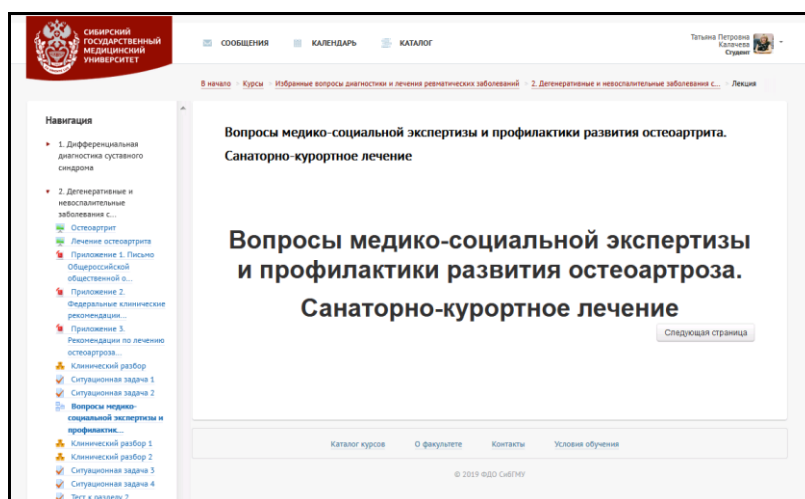 СИБИРСКИЙ
ГОСУДАРСТВЕННЫЙ
МЕДИЦИНСКИЙ
УНИВЕРСИТЕТ
СООБЩЕНИЯ
КАЛЕНДАРЬ
КАТАЛОГ
Татьяна Петровна
Калачева
Студент
В начало
Курсы
Избранные вопросы диагностики и лечения ревматических заболеваний
2. Дегенеративные и невоспалительные заболевания с...
Лекция
Навигация
1. Дифференциальная
диагностика суставного
синдрома
2. Дегенеративные и
невоспалительные
заболевания с...
Остеоартрит
Лечение остеоартрита
Приложение 1. Письмо
Общероссийской
общественной о...
Приложение 2.
Федеральные клинические
рекомендации...
Приложение 3.
Рекомендации по лечению
остеоартроза...
Клинический разбор
Ситуационная задача 1
Ситуационная задача 2
Вопросы медико-
социальной экспертизы и
профилактик...
Клинический разбор 1
Клинический разбор 2
Ситуационная задача 3
Ситуационная задача 4
Тест к разделу 2
Вопросы медико-социальной экспертизы и профилактики развития остеоартрита.
Санаторно-курортное лечение
Вопросы медико-социальной экспертизы
и профилактики развития остеоартроза.
Санаторно-курортное лечение
Следующая страница
Каталог курсов
О факультете
Контакты
Условия обучения
© 2019 ФДО СибГМУ